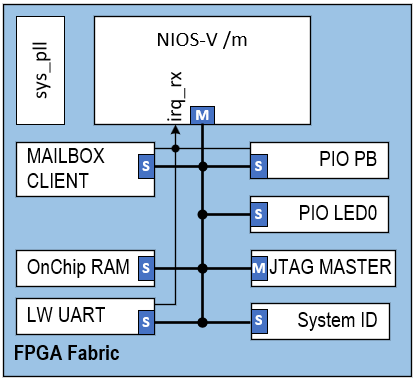 sys_pll
NIOS-V /m
irq_rx
M
MAILBOX
CLIENT
S
S
PIO PB
S
PIO LED0
OnChip RAM
S
M
JTAG MASTER
LW UART
S
S
System ID
FPGA Fabric